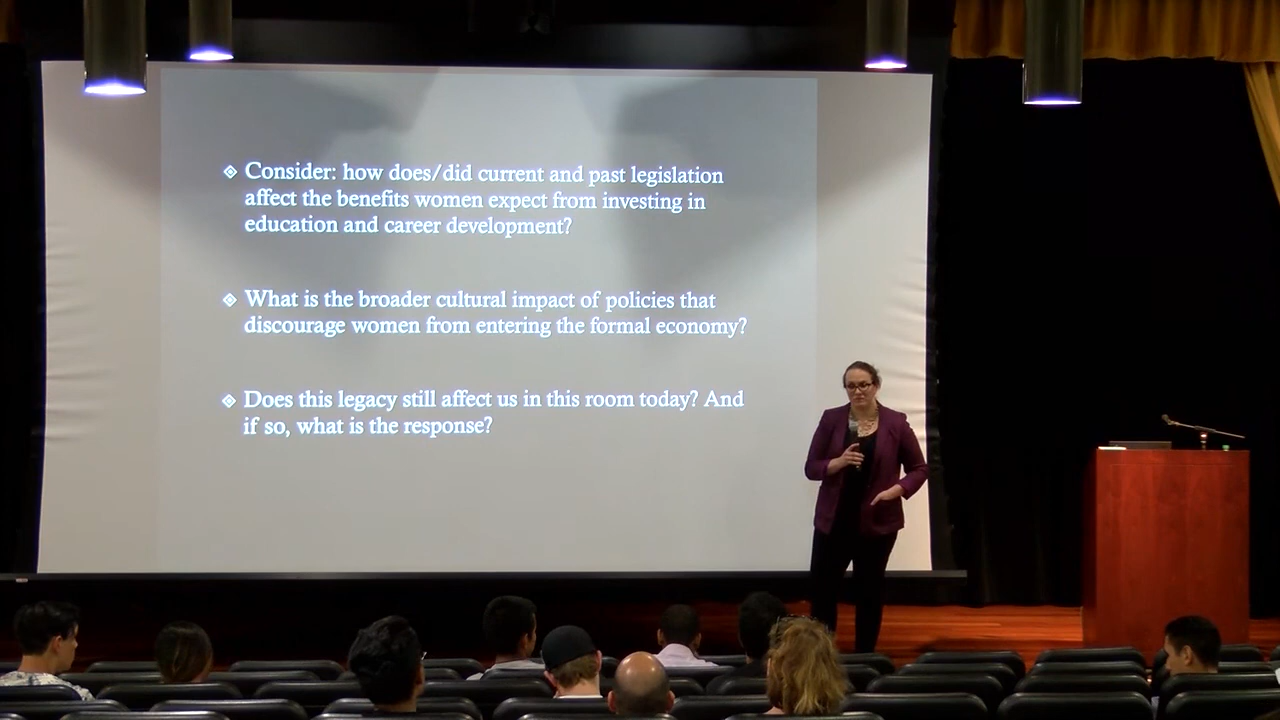 Consider: how does/did current and past legislation
affect the benefits women expect from investing in
education and career development?
What is the broader cultural impact of policies that
discourage women from entering the formal economy?
Does this legacy still affect us in this room today? And
if so, what is the response?